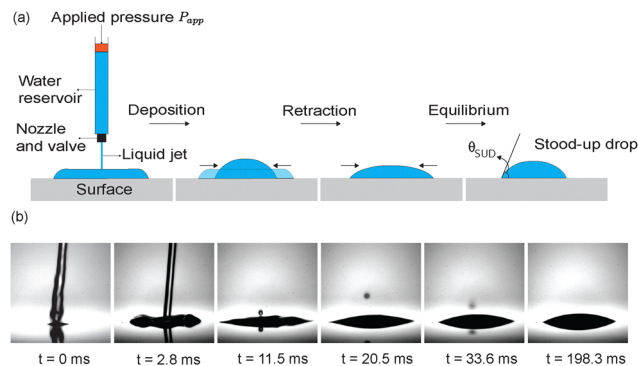 (a)
Applied pressure P_app
Water
reservoir
Nozzle
and valve
Liquid jet
Surface
Deposition
Retraction
Equilibrium
θ_SUD
Stood-up drop
(b)
t = 0 ms
t = 2.8 ms
t = 11.5 ms
t = 20.5 ms
t = 33.6 ms
t = 198.3 ms